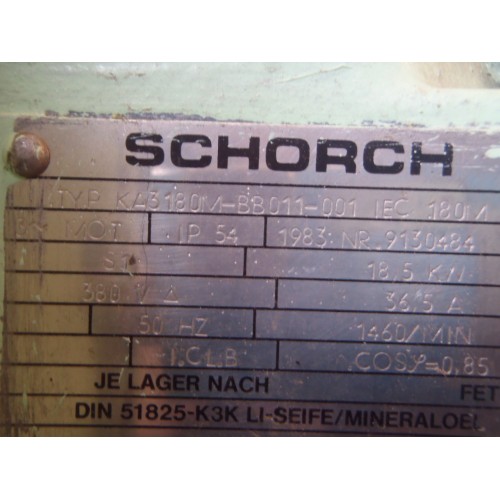 SCHORCH
TYP KA3180M-BB011-001 IEC 180M
MOT IP 54 1983 NR. 9130484
S1 18,5 KW
380 V Δ 36,5 A
50 HZ 1460/MIN
I.CL.B COSφ=0,85
JE LAGER NACH FET
DIN 51825-K3K LI-SEIFE/MINERALOEL